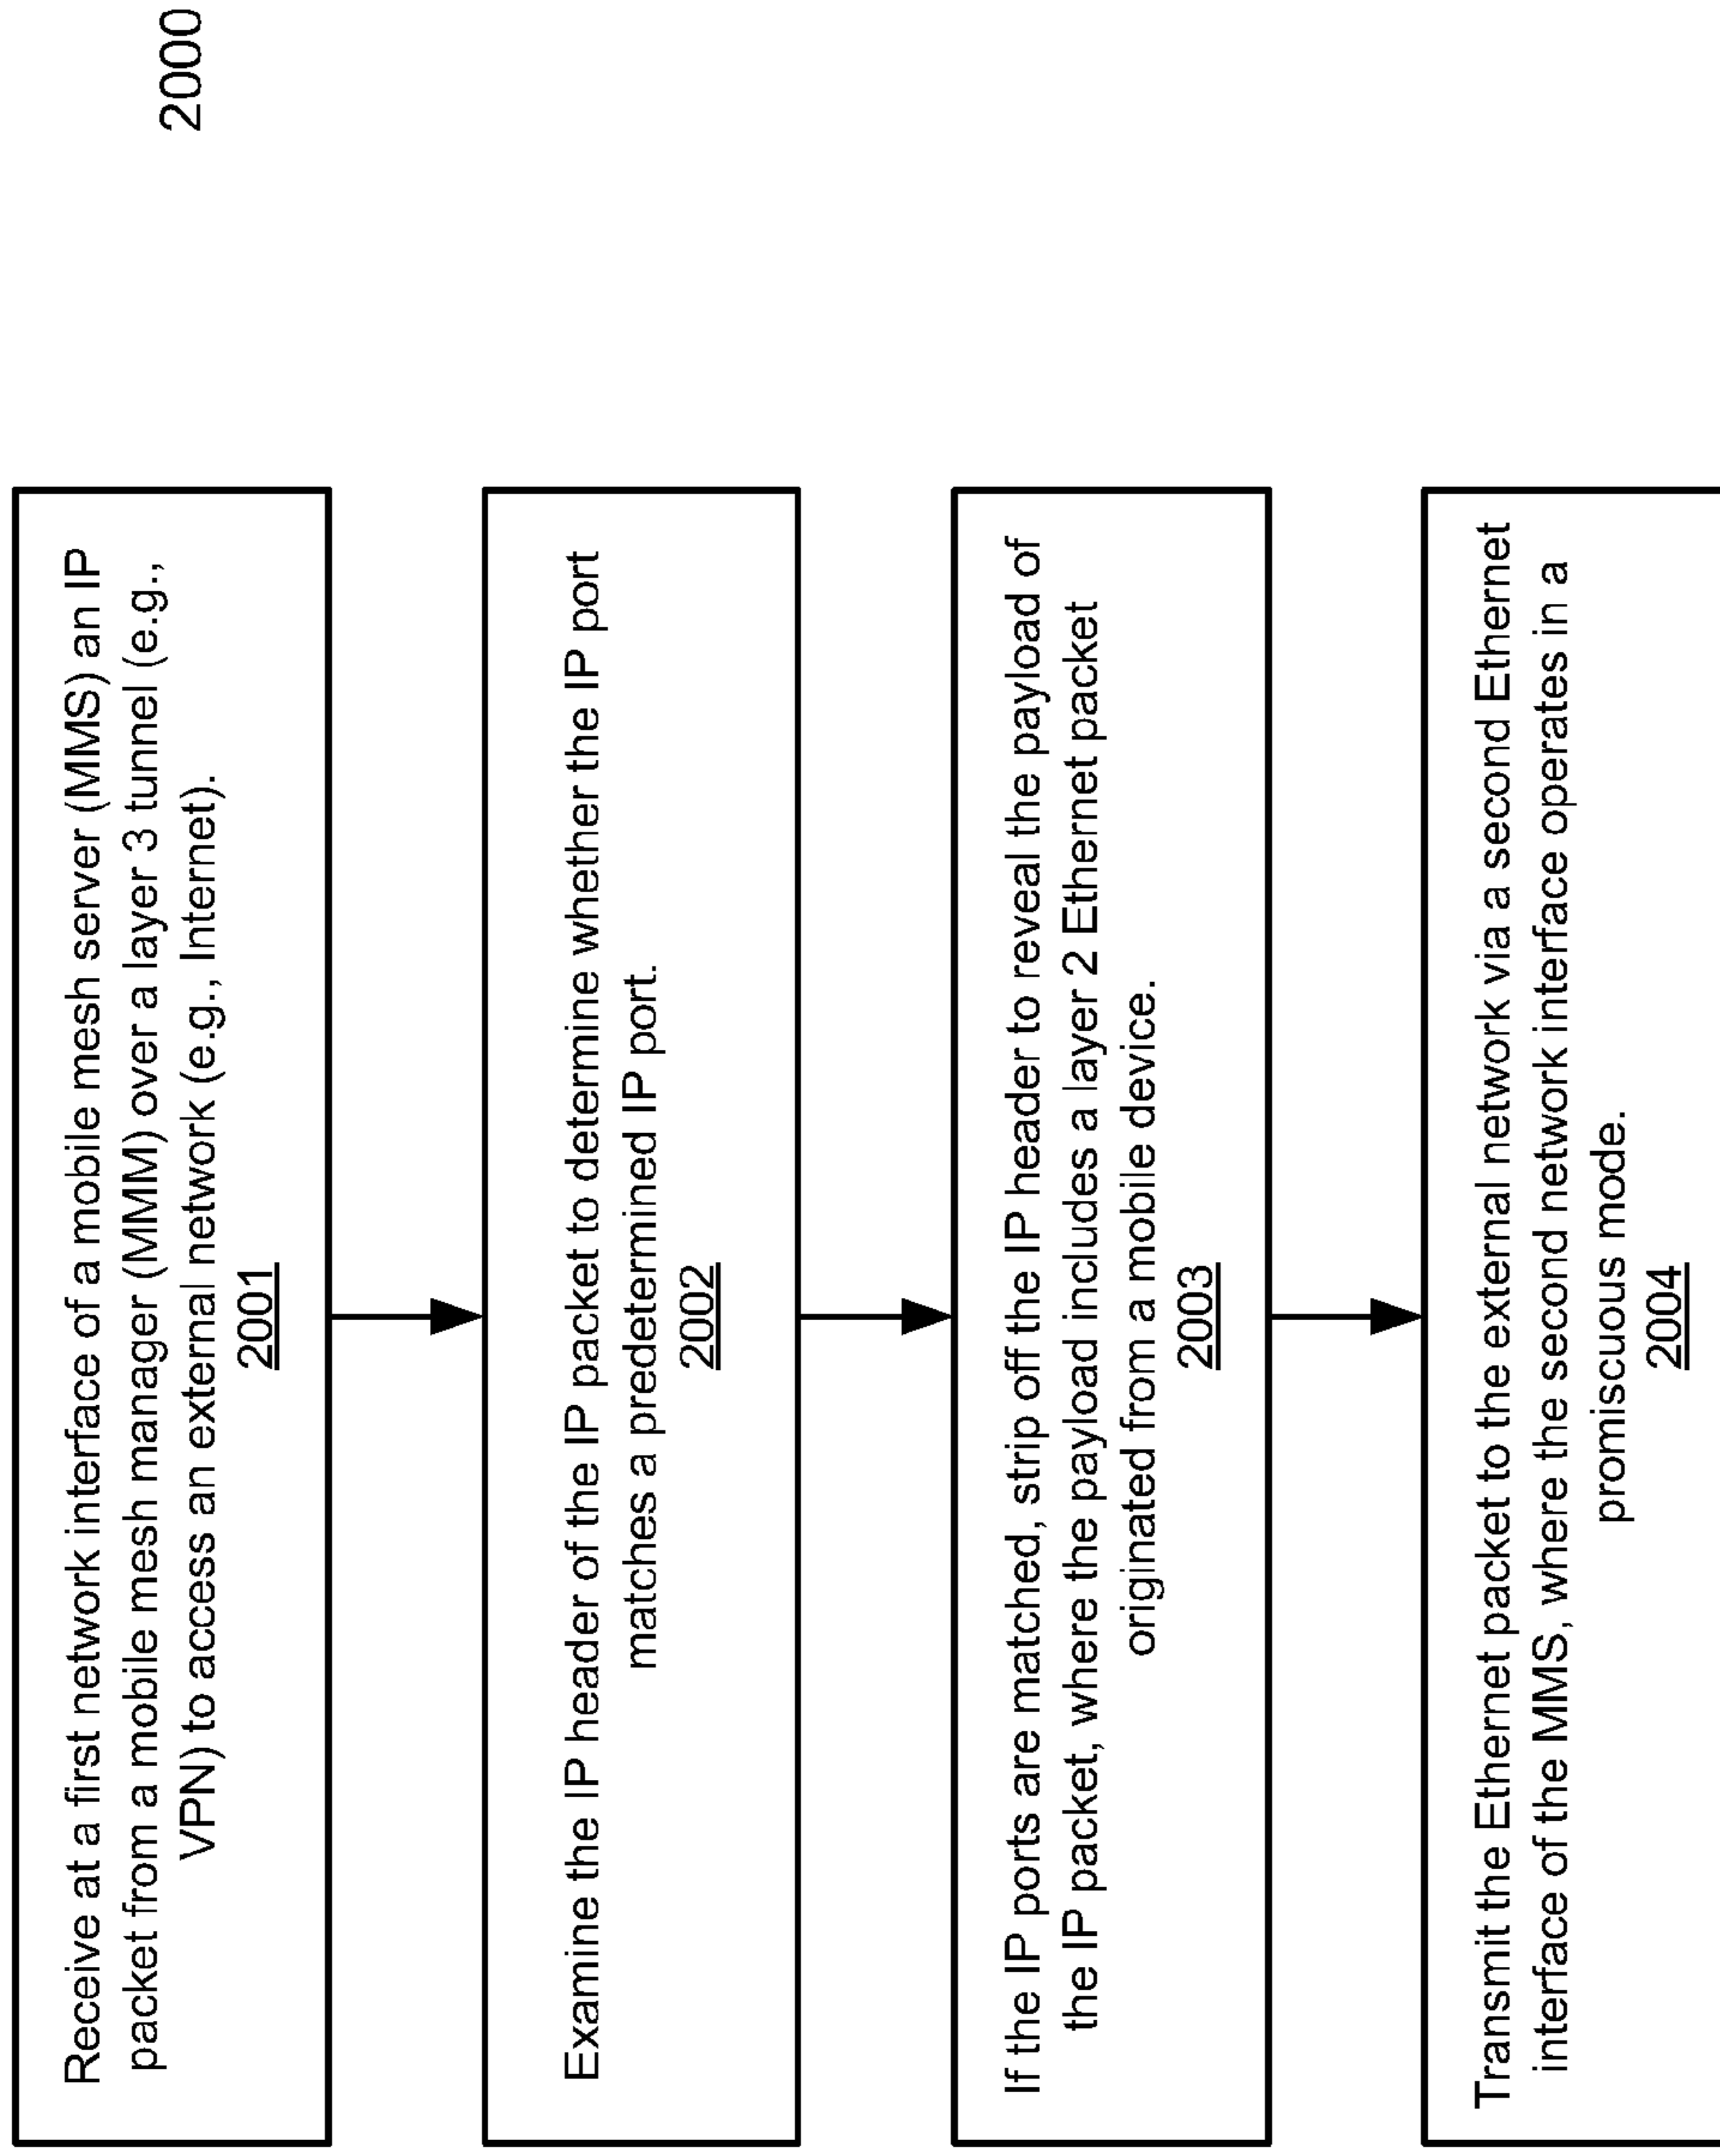 2000
Receive at a first network interface of a mobile mesh server (MMS) an IP
packet from a mobile mesh manager (MMM) over a layer 3 tunnel (e.g.,
VPN) to access an external network (e.g., Internet).
2001
Examine the IP header of the IP packet to determine whether the IP port
matches a predetermined IP port.
2002
If the IP ports are matched, strip off the IP header to reveal the payload of
the IP packet, where the payload includes a layer 2 Ethernet packet
originated from a mobile device.
2003
Transmit the Ethernet packet to the external network via a second Ethernet
interface of the MMS, where the second network interface operates in a
promiscuous mode.
2004